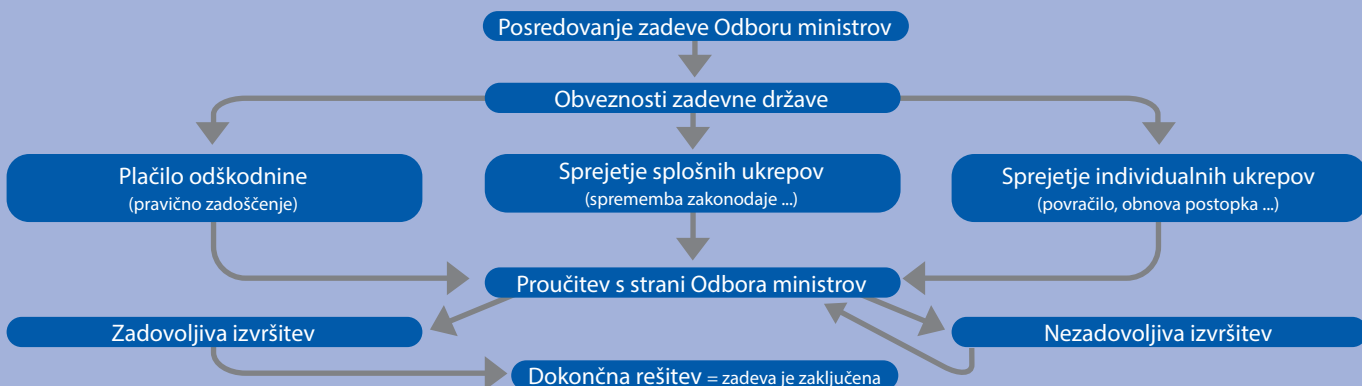 Posredovanje zadeve Odboru ministrov
Obveznosti zadevne države
Plačilo odškodnine
(pravično zadoščenje)
Sprejetje splošnih ukrepov
(sprememba zakonodaje ...)
Sprejetje individualnih ukrepov
(povračilo, obnova postopka ...)
Proučitev s strani Odbora ministrov
Zadovoljiva izvršitev
Nezadovoljiva izvršitev
Dokončna rešitev = zadeva je zaključena